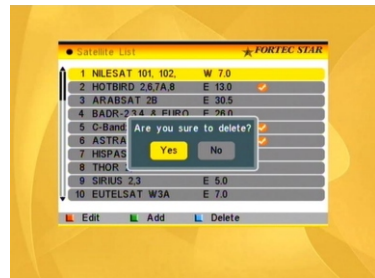 Satellite List
FORTEC STAR
1 NILESAT 101, 102, W 7.0
2 HOTBIRD 2,6,7A,8 E 13.0
3 ARABSAT 2B E 30.5
4 BADR-2,3,4 & EURO E 26.0
5 C-Band
6 ASTRA
7 HISPAS
8 THOR
9 SIRIUS 2,3 E 5.0
10 EUTELSAT W3A E 7.0
Are you sure to delete?
Yes No
Edit Add Delete